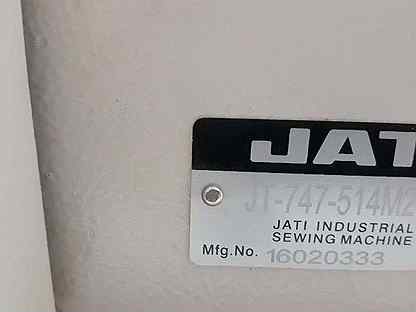 JAT
JT-747-514M2
JATI INDUSTRIAL
SEWING MACHINE
Mfg.No. 16020333